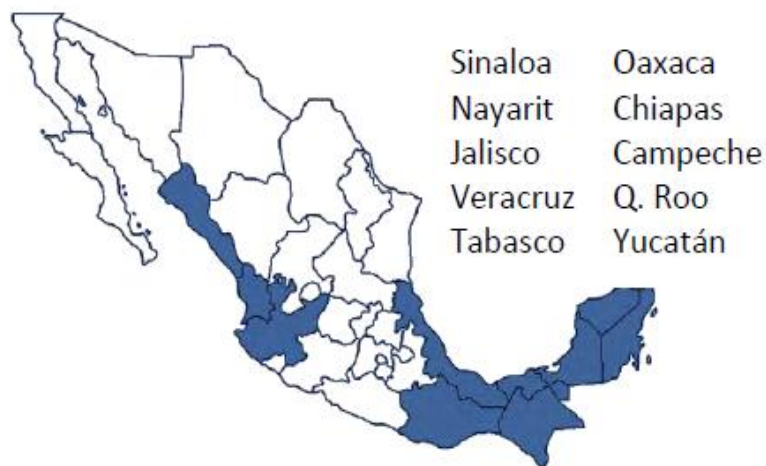 Sinaloa Oaxaca
Nayarit Chiapas
Jalisco Campeche
Veracruz Q. Roo
Tabasco Yucatán